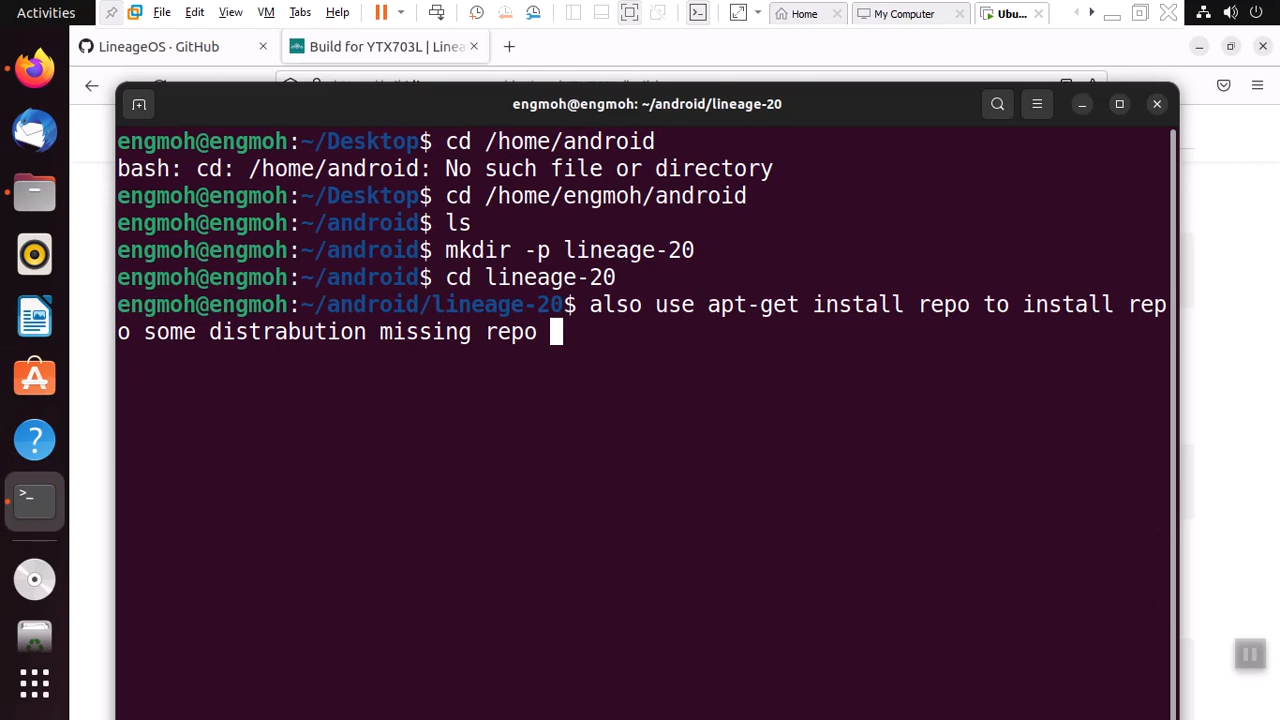 Activities
File Edit View VM Tabs Help
Home My Computer Ubu
LineageOS · GitHub
Build for YTX703L | Linea
engmoh@engmoh: ~/android/lineage-20
engmoh@engmoh:~/Desktop$ cd /home/android
bash: cd: /home/android: No such file or directory
engmoh@engmoh:~/Desktop$ cd /home/engmoh/android
engmoh@engmoh:~/android$ ls
engmoh@engmoh:~/android$ mkdir -p lineage-20
engmoh@engmoh:~/android$ cd lineage-20
engmoh@engmoh:~/android/lineage-20$ also use apt-get install repo to install rep
o some distrabution missing repo